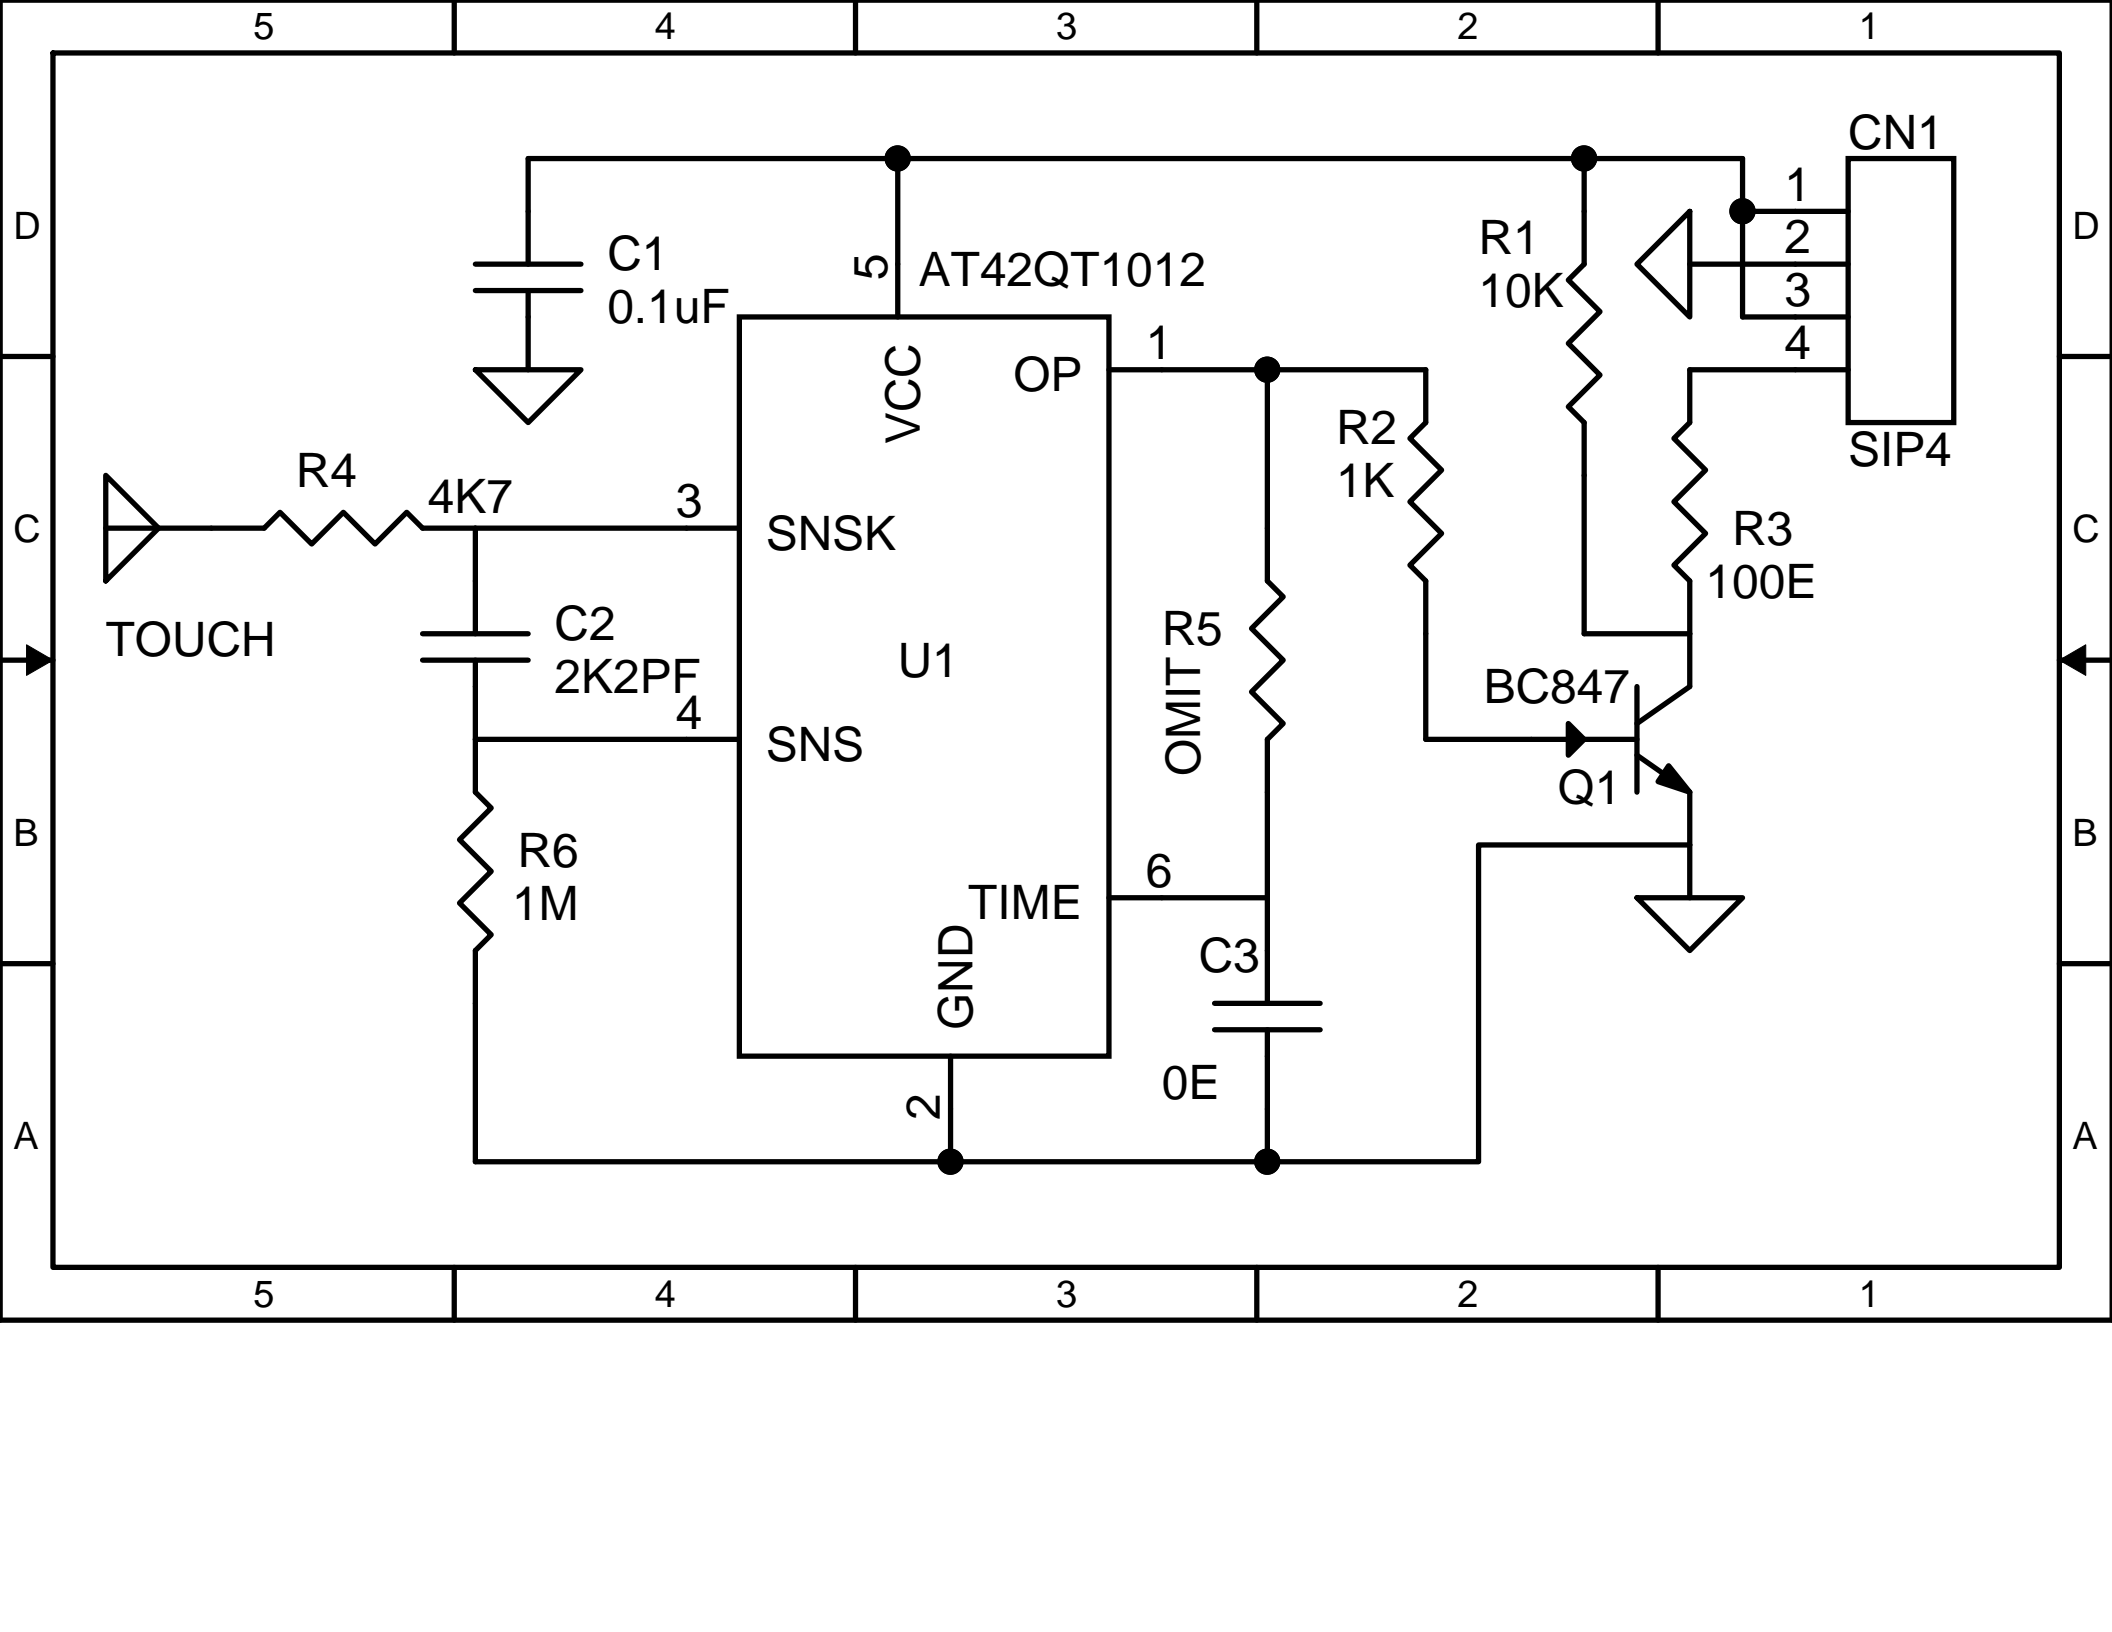 5 4 3 2 1
D
D
C
C
B
B
A
A
CN1
1
2
3
4
SIP4
C1
0.1uF
5
AT42QT1012
R1
10K
VCC
OP
1
R2
1K
R4
4K7
3
SNSK
R3
100E
TOUCH
C2
2K2PF
4
SNS
U1
R5
OMIT
BC847
Q1
R6
1M
6
TIME
GND
C3
0E
2
5 4 3 2 1